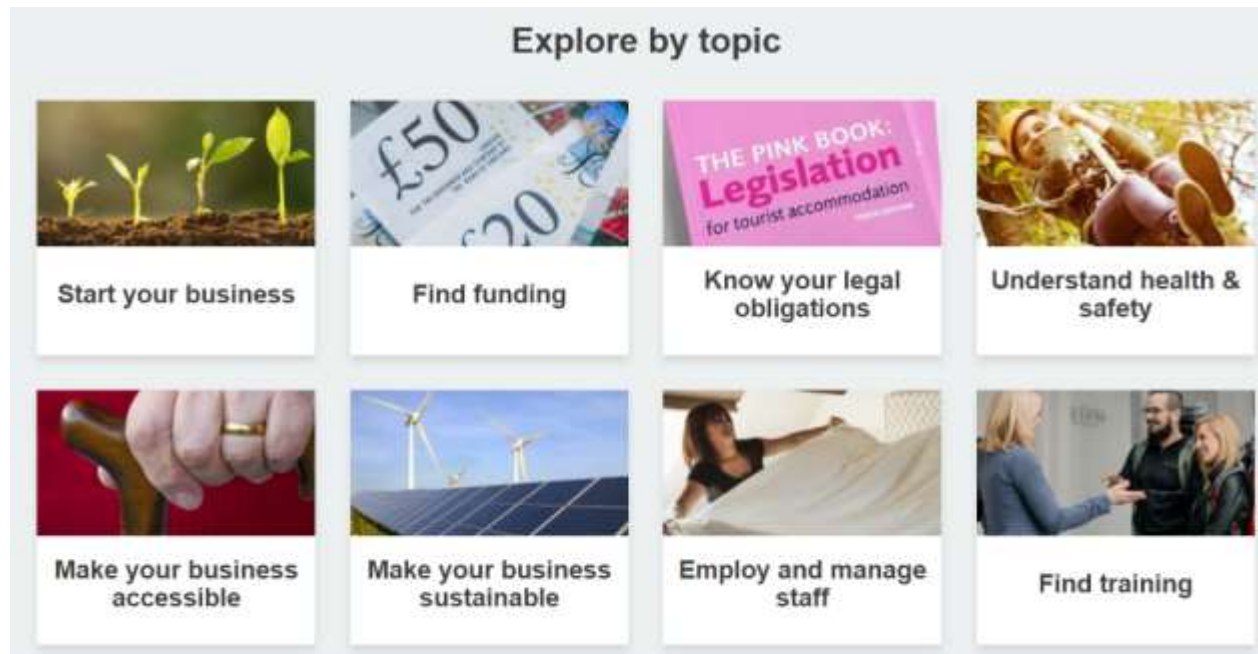 Explore by topic
£50
£20
THE PINK BOOK:
Legislation
for tourist accommodation
Start your business
Find funding
Know your legal
obligations
Understand health &
safety
Make your business
accessible
Make your business
sustainable
Employ and manage
staff
Find training